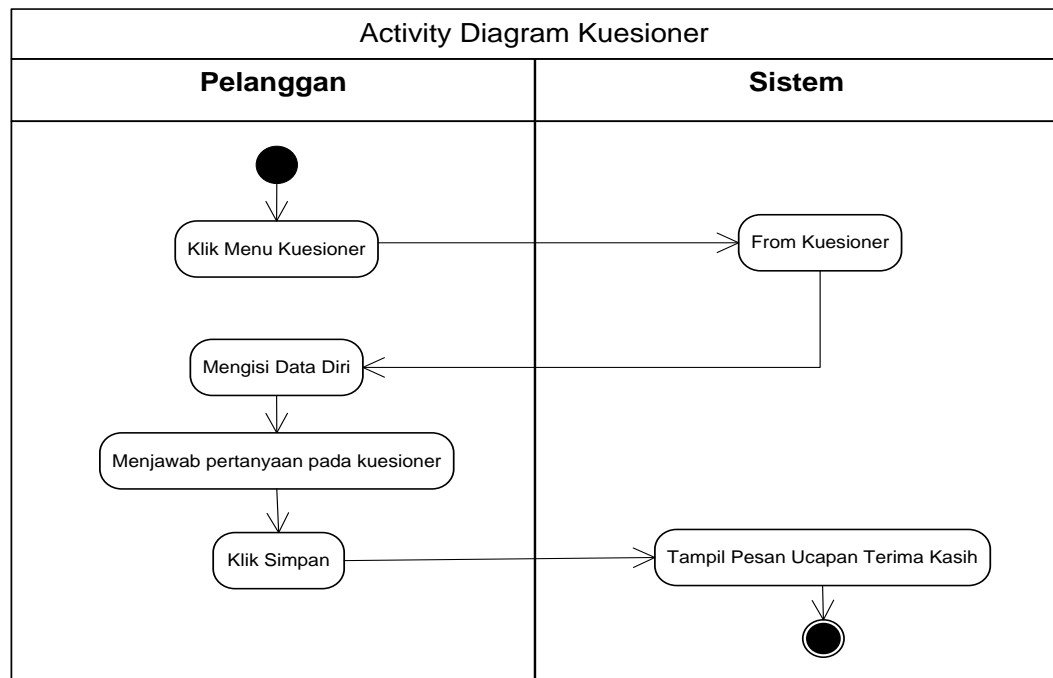 Activity Diagram Kuesioner
Pelanggan
Sistem
Klik Menu Kuesioner
From Kuesioner
Mengisi Data Diri
Menjawab pertanyaan pada kuesioner
Klik Simpan
Tampil Pesan Ucapan Terima Kasih